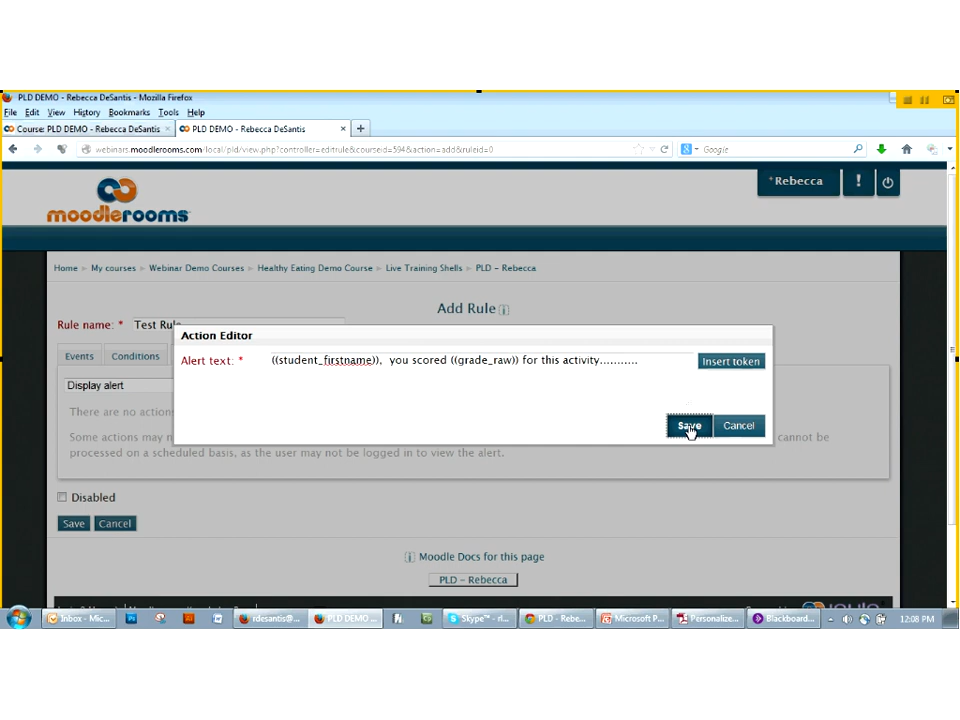 PLD DEMO - Rebecca DeSantis - Mozilla Firefox
File Edit View History Bookmarks Tools Help
Course: PLD DEMO - Rebecca DeSantis × PLD DEMO - Rebecca DeSantis × +
webinars.moodlerooms.com/local/pld/view.php?controller=editrule&courseid=594&action=add&ruleid=0
Google
moodlerooms
Rebecca
!
Home My courses Webinar Demo Courses Healthy Eating Demo Course Live Training Shells PLD - Rebecca
Add Rule
Rule name: * Test Rule
Action Editor
Events Conditions
Alert text: * ((student_firstname)), you scored ((grade_raw)) for this activity...........
Insert token
Display alert
There are no action
Save Cancel
Some actions may n
cannot be
processed on a scheduled basis, as the user may not be logged in to view the alert.
Disabled
Save Cancel
Moodle Docs for this page
PLD - Rebecca
Inbox - Mic...
rdesantis@...
PLD DEMO ...
Skype™ - rl...
PLD - Rebe...
Microsoft P...
Personalize...
Blackboard...
12:08 PM